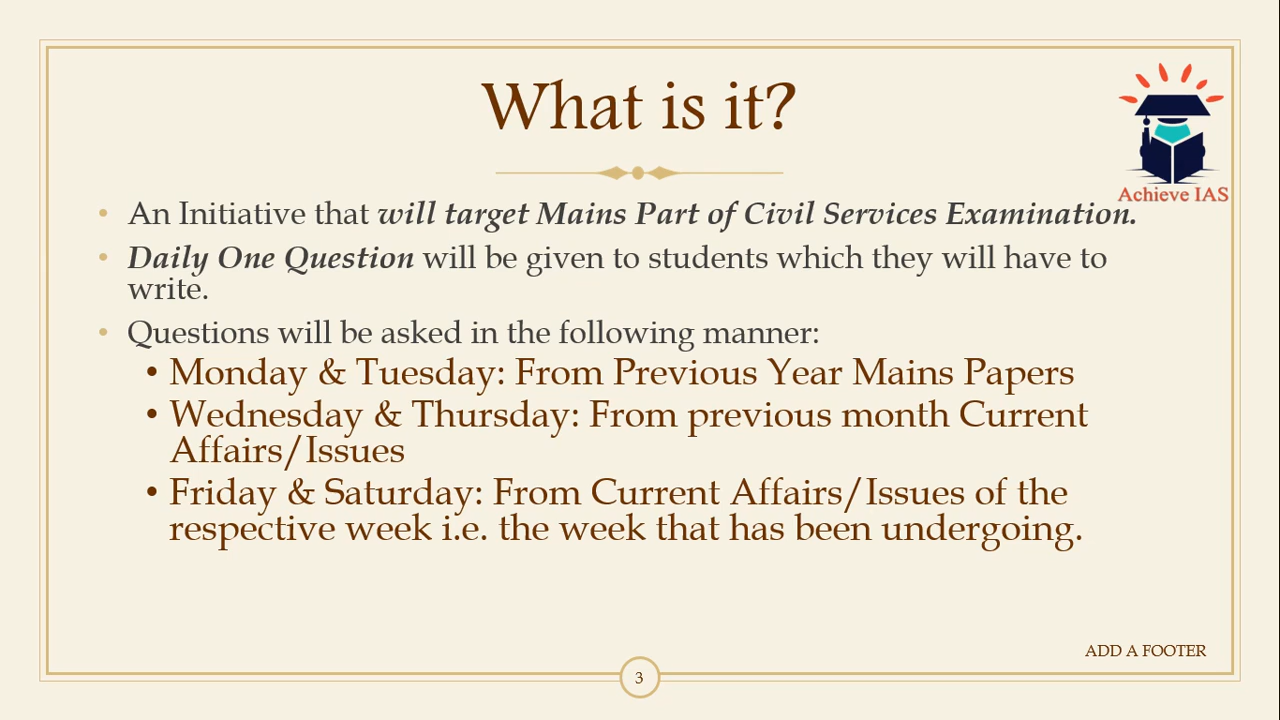 What is it?
Achieve IAS
• An Initiative that will target Mains Part of Civil Services Examination.
• Daily One Question will be given to students which they will have to
write.
• Questions will be asked in the following manner:
• Monday & Tuesday: From Previous Year Mains Papers
• Wednesday & Thursday: From previous month Current
Affairs/Issues
• Friday & Saturday: From Current Affairs/Issues of the
respective week i.e. the week that has been undergoing.
ADD A FOOTER
3